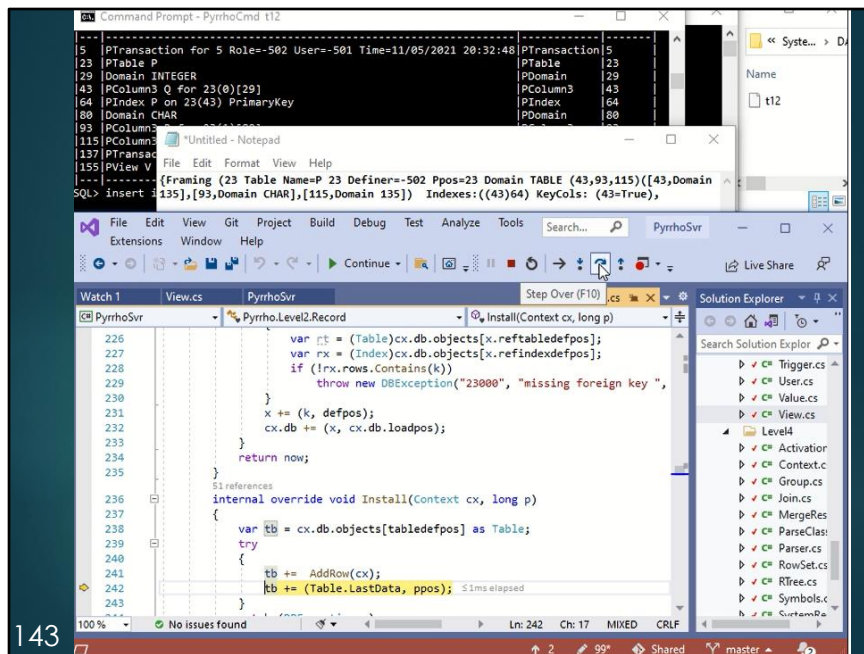 Command Prompt - PyrrhoCmd t12
|5 |PTransaction for 5 Role=-502 User=-501 Time=11/05/2021 20:32:48|PTransaction|5 |
|23 |PTable P |PTable |23 |
|29 |Domain INTEGER |PDomain |29 |
|43 |PColumn3 Q for 23(0)[29] |PColumn3 |43 |
|64 |PIndex P on 23(43) PrimaryKey |PIndex |64 |
|80 |Domain CHAR |PDomain |80 |
|93 |PColumn3
|115|PColumn3
|137|PTransac
|155|PView V
SQL> insert i
« Syste... > DA
Name
t12
*Untitled - Notepad
File Edit Format View Help
{Framing (23 Table Name=P 23 Definer=-502 Ppos=23 Domain TABLE (43,93,115)([43,Domain
135],[93,Domain CHAR],[115,Domain 135]) Indexes:((43)64) KeyCols: (43=True),
File Edit View Git Project Build Debug Test Analyze Tools Search... PyrrhoSvr
Extensions Window Help
Continue Live Share
Step Over (F10)
Watch 1 View.cs PyrrhoSvr .cs
PyrrhoSvr Pyrrho.Level2.Record Install(Context cx, long p)
226 var rt = (Table)cx.db.objects[x.reftabledefpos];
227 var rx = (Index)cx.db.objects[x.refindexdefpos];
228 if (!rx.rows.Contains(k))
229 throw new DBException("23000", "missing foreign key ",
230 }
231 x += (k, defpos);
232 cx.db += (x, cx.db.loadpos);
233 }
234 return now;
235 }
51 references
236 internal override void Install(Context cx, long p)
237 {
238 var tb = cx.db.objects[tabledefpos] as Table;
239 try
240 {
241 tb += AddRow(cx);
242 tb += (Table.LastData, ppos); ≤1ms elapsed
243 }
100 % No issues found Ln: 242 Ch: 17 MIXED CRLF
Solution Explorer
Search Solution Explor
C# Trigger.cs
C# User.cs
C# Value.cs
C# View.cs
Level4
C# Activation
C# Context.c
C# Group.cs
C# Join.cs
C# MergeRes
C# ParseClas
C# Parser.cs
C# RowSet.cs
C# RTree.cs
C# Symbols.c
C# SystemRo
2 99* Shared master
143